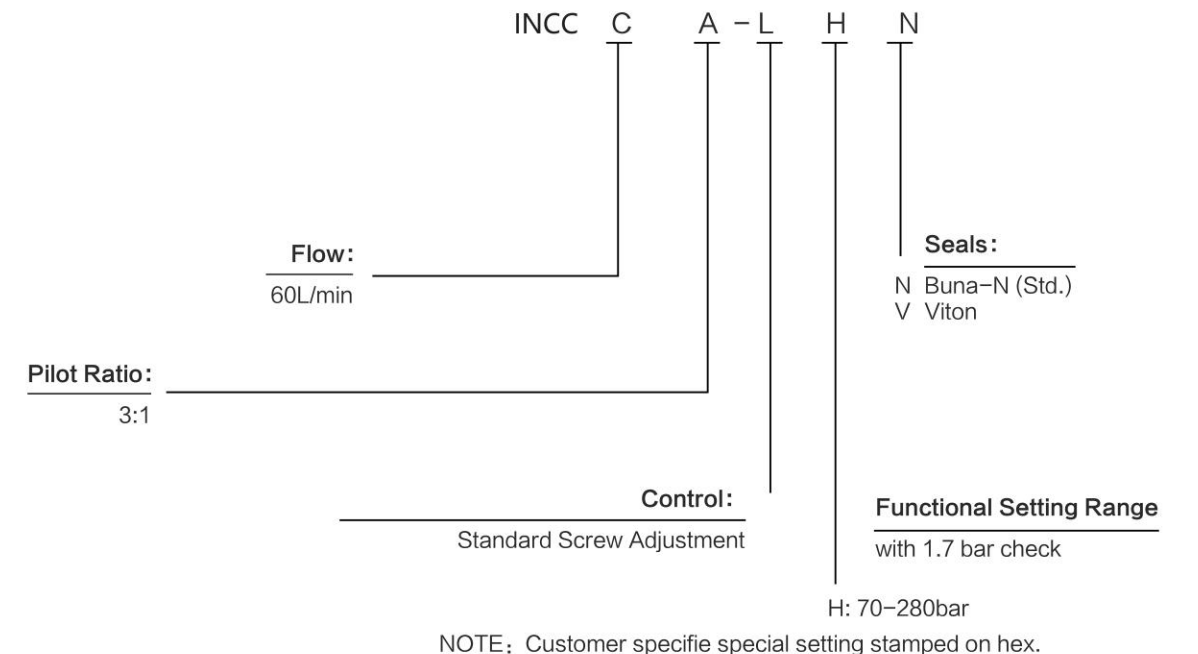 INCC C A – L H N
Flow:
60L/min
Seals:
N Buna–N (Std.)
V Viton
Pilot Ratio:
3:1
Control:
Standard Screw Adjustment
Functional Setting Range
with 1.7 bar check
H: 70–280bar
NOTE：Customer specifie special setting stamped on hex.